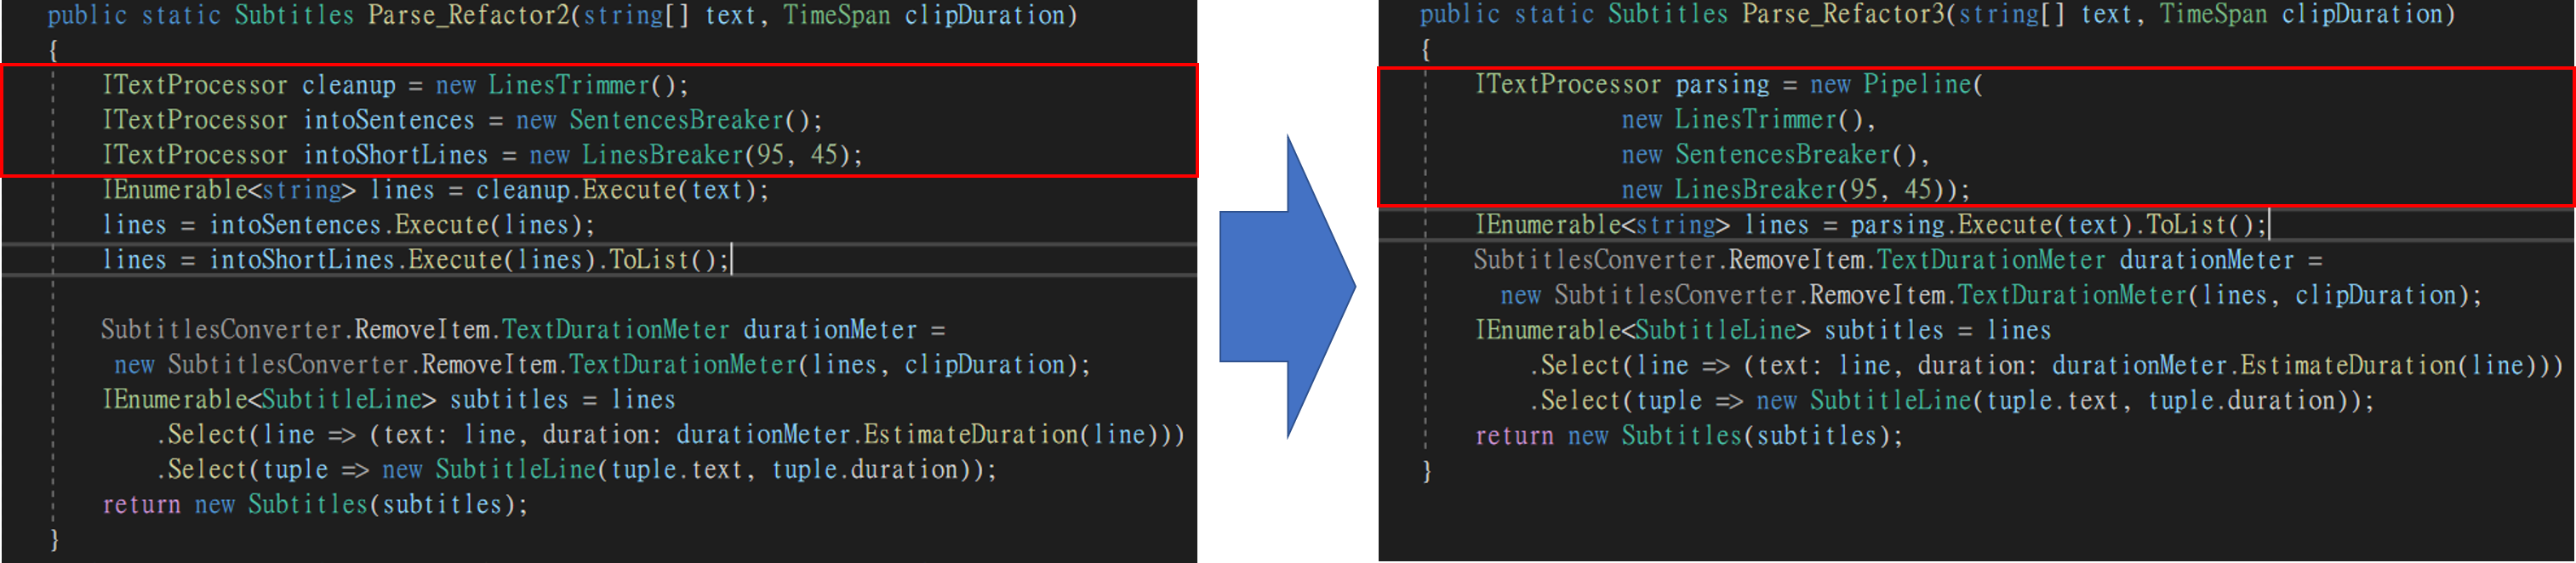 public static Subtitles Parse_Refactor2(string[] text, TimeSpan clipDuration)
{
ITextProcessor cleanup = new LinesTrimmer();
ITextProcessor intoSentences = new SentencesBreaker();
ITextProcessor intoShortLines = new LinesBreaker(95, 45);
IEnumerable<string> lines = cleanup.Execute(text);
lines = intoSentences.Execute(lines);
lines = intoShortLines.Execute(lines).ToList();
SubtitlesConverter.RemoveItem.TextDurationMeter durationMeter =
new SubtitlesConverter.RemoveItem.TextDurationMeter(lines, clipDuration);
IEnumerable<SubtitleLine> subtitles = lines
.Select(line => (text: line, duration: durationMeter.EstimateDuration(line)))
.Select(tuple => new SubtitleLine(tuple.text, tuple.duration));
return new Subtitles(subtitles);
}
public static Subtitles Parse_Refactor3(string[] text, TimeSpan clipDuration)
{
ITextProcessor parsing = new Pipeline(
new LinesTrimmer(),
new SentencesBreaker(),
new LinesBreaker(95, 45));
IEnumerable<string> lines = parsing.Execute(text).ToList();
SubtitlesConverter.RemoveItem.TextDurationMeter durationMeter =
new SubtitlesConverter.RemoveItem.TextDurationMeter(lines, clipDuration);
IEnumerable<SubtitleLine> subtitles = lines
.Select(line => (text: line, duration: durationMeter.EstimateDuration(line)))
.Select(tuple => new SubtitleLine(tuple.text, tuple.duration));
return new Subtitles(subtitles);
}